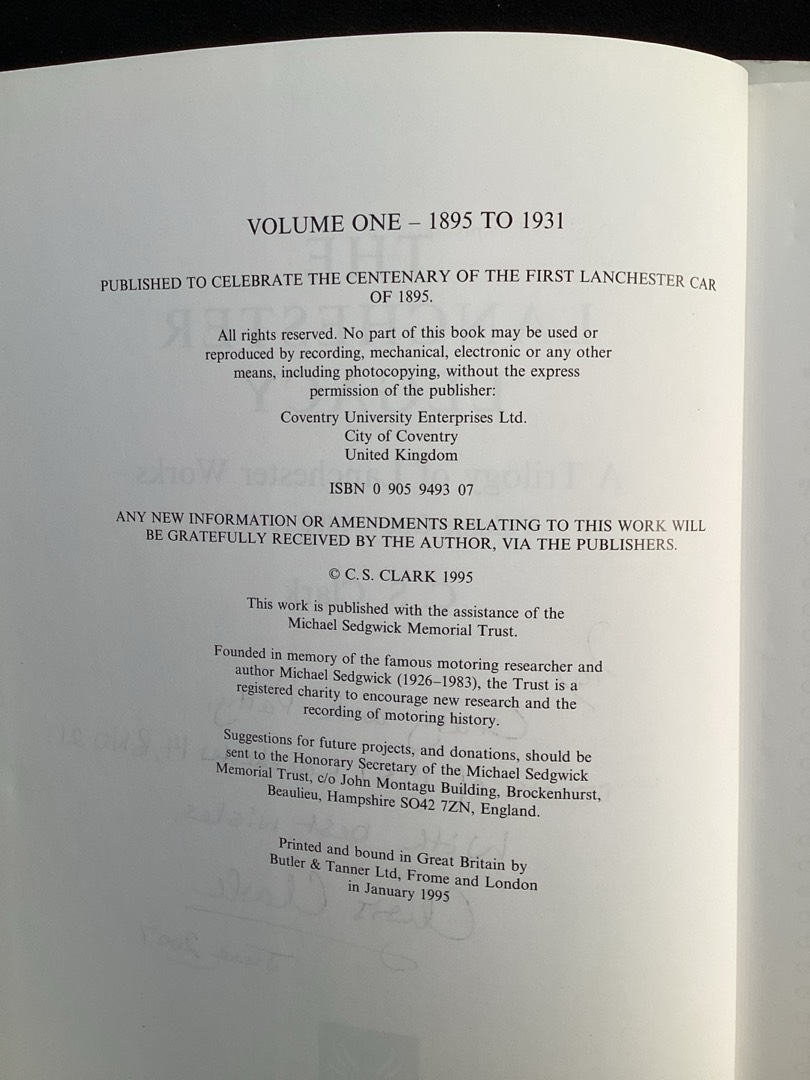 VOLUME ONE – 1895 TO 1931
PUBLISHED TO CELEBRATE THE CENTENARY OF THE FIRST LANCHESTER CAR
OF 1895.
All rights reserved. No part of this book may be used or
reproduced by recording, mechanical, electronic or any other
means, including photocopying, without the express
permission of the publisher:
Coventry University Enterprises Ltd.
City of Coventry
United Kingdom
ISBN 0 905 9493 07
ANY NEW INFORMATION OR AMENDMENTS RELATING TO THIS WORK WILL
BE GRATEFULLY RECEIVED BY THE AUTHOR, VIA THE PUBLISHERS.
© C.S. CLARK 1995
This work is published with the assistance of the
Michael Sedgwick Memorial Trust.
Founded in memory of the famous motoring researcher and
author Michael Sedgwick (1926–1983), the Trust is a
registered charity to encourage new research and the
recording of motoring history.
Suggestions for future projects, and donations, should be
sent to the Honorary Secretary of the Michael Sedgwick
Memorial Trust, c/o John Montagu Building, Brockenhurst,
Beaulieu, Hampshire SO42 7ZN, England.
Printed and bound in Great Britain by
Butler & Tanner Ltd, Frome and London
in January 1995